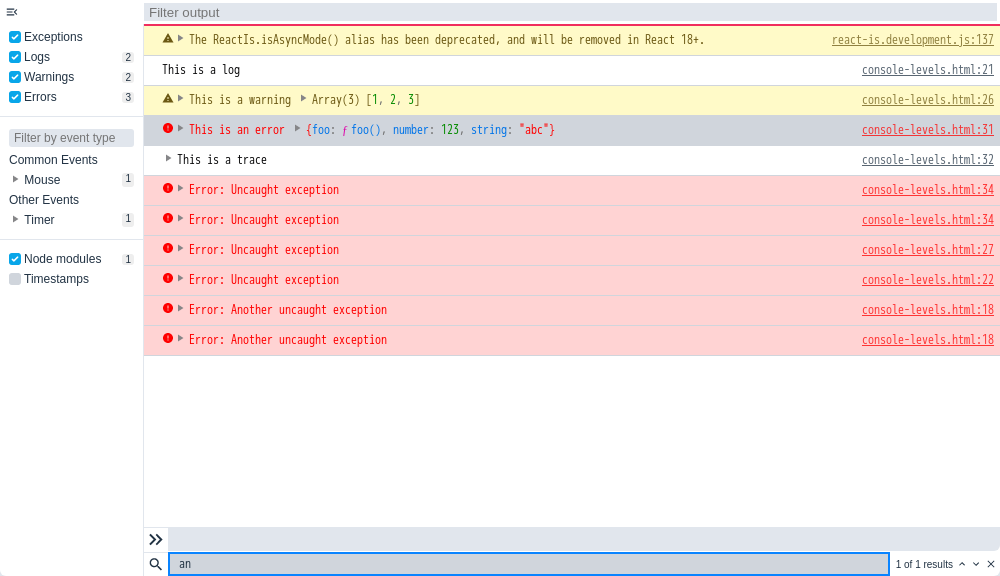 Filter output
Exceptions
Logs 2
Warnings 2
Errors 3
Filter by event type
Common Events
Mouse 1
Other Events
Timer 1
Node modules 1
Timestamps
The ReactIs.isAsyncMode() alias has been deprecated, and will be removed in React 18+. react-is.development.js:137
This is a log console-levels.html:21
This is a warning Array(3) [1, 2, 3] console-levels.html:26
This is an error {foo: ƒ foo(), number: 123, string: "abc"} console-levels.html:31
This is a trace console-levels.html:32
Error: Uncaught exception console-levels.html:34
Error: Uncaught exception console-levels.html:34
Error: Uncaught exception console-levels.html:27
Error: Uncaught exception console-levels.html:22
Error: Another uncaught exception console-levels.html:18
Error: Another uncaught exception console-levels.html:18
an 1 of 1 results